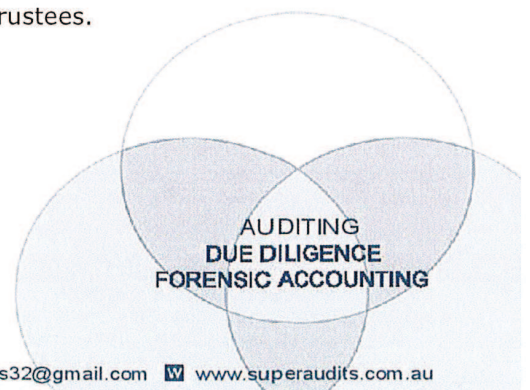 rustees.
AUDITING
DUE DILIGENCE
FORENSIC ACCOUNTING
s32@gmail.com W www.superaudits.com.au